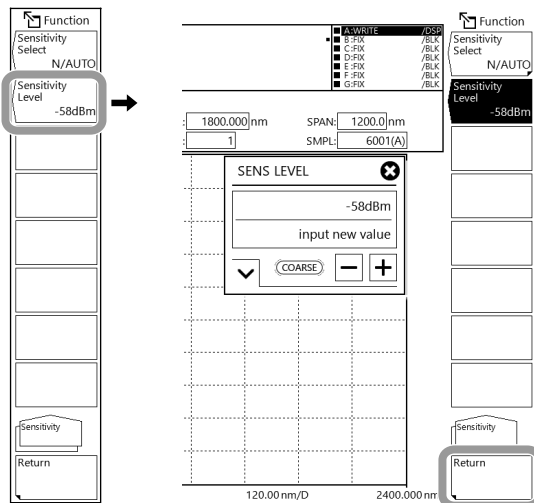 Function
Sensitivity
Select
N/AUTO
Sensitivity
Level
-58dBm
Sensitivity
Return
A:WRITE /DSP
B:FIX /BLK
C:FIX /BLK
D:FIX /BLK
E:FIX /BLK
F:FIX /BLK
G:FIX /BLK
: 1800.000 nm SPAN: 1200.0 nm
: 1 SMPL: 6001(A)
SENS LEVEL
-58dBm
input new value
COARSE − +
120.00 nm/D 2400.000 nm
Function
Sensitivity
Select
N/AUTO
Sensitivity
Level
-58dBm
Sensitivity
Return